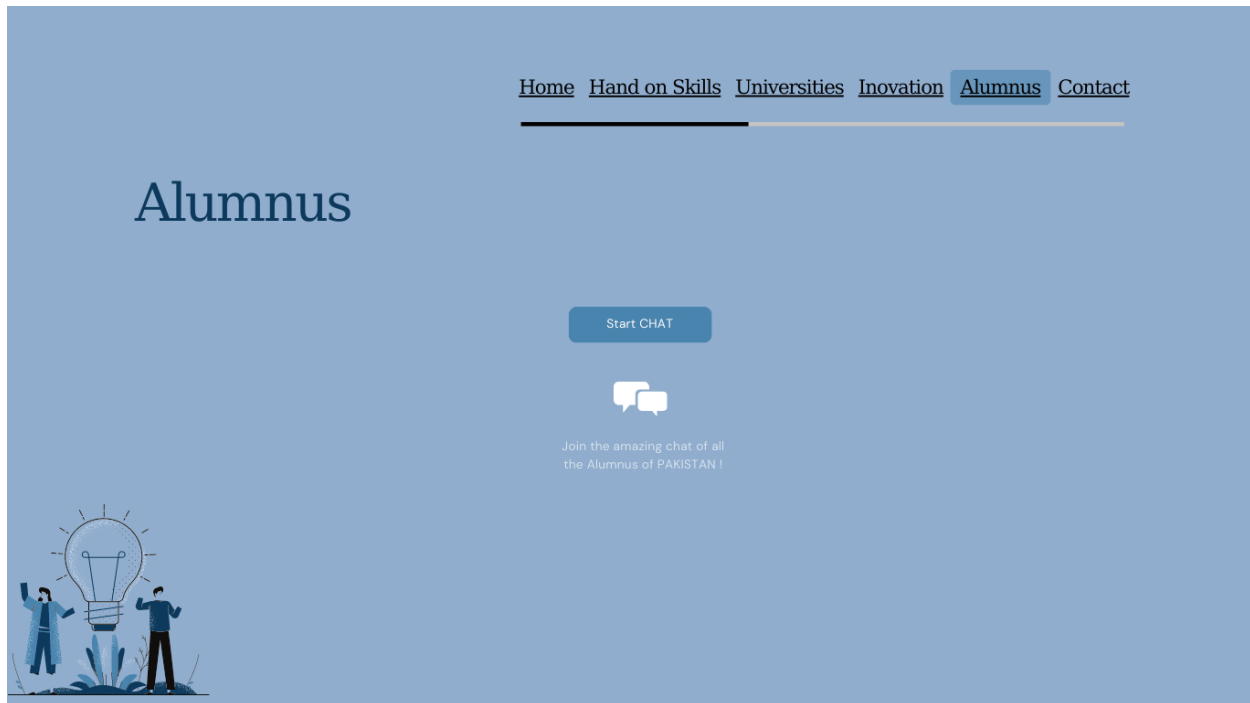 Home Hand on Skills Universities Inovation Alumnus Contact
Alumnus
Start CHAT
Join the amazing chat of all
the Alumnus of PAKISTAN !